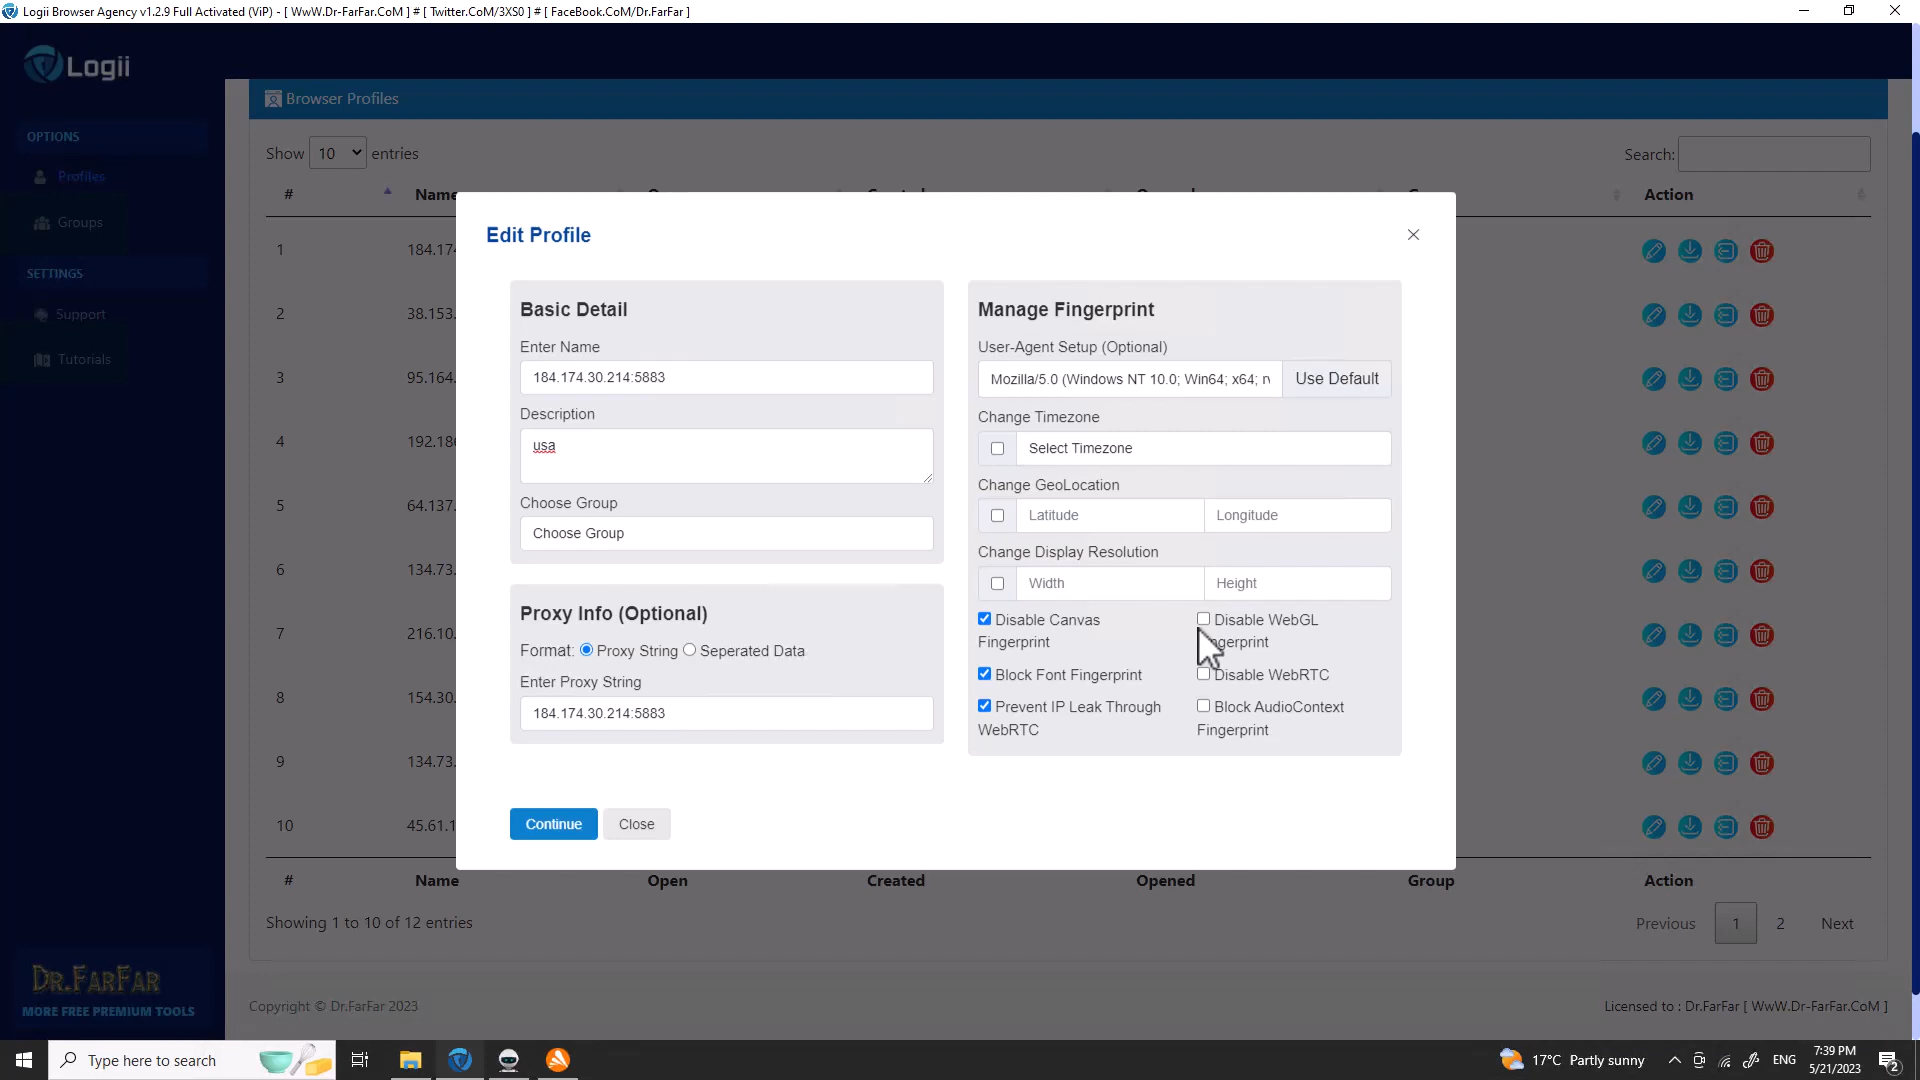 Logii Browser Agency v1.2.9 Full Activated (ViP) - [ WwW.Dr-FarFar.CoM ] # [ Twitter.CoM/3XS0 ] # [ FaceBook.CoM/Dr.FarFar ]
Logii
Browser Profiles
OPTIONS
Profiles
Groups
SETTINGS
Support
Tutorials
Show 10 entries
Search:
# Name Action
1 184.174
2 38.153.
3 95.164.
4 192.186
5 64.137.
6 134.73.
7 216.10.
8 154.30.
9 134.73.
10 45.61.1
Edit Profile
Basic Detail
Enter Name
184.174.30.214:5883
Description
usa
Choose Group
Choose Group
Proxy Info (Optional)
Format: Proxy String Seperated Data
Enter Proxy String
184.174.30.214:5883
Manage Fingerprint
User-Agent Setup (Optional)
Mozilla/5.0 (Windows NT 10.0; Win64; x64; rv Use Default
Change Timezone
Select Timezone
Change GeoLocation
Latitude Longitude
Change Display Resolution
Width Height
Disable Canvas
Fingerprint
Disable WebGL
gerprint
Block Font Fingerprint
Disable WebRTC
Prevent IP Leak Through
WebRTC
Block AudioContext
Fingerprint
Continue Close
# Name Open Created Opened Group Action
Showing 1 to 10 of 12 entries
Previous 1 2 Next
Dr.FarFar
MORE FREE PREMIUM TOOLS
Copyright © Dr.FarFar 2023
Licensed to : Dr.FarFar [ WwW.Dr-FarFar.CoM ]
Type here to search
17°C Partly sunny
ENG
7:39 PM
5/21/2023
2